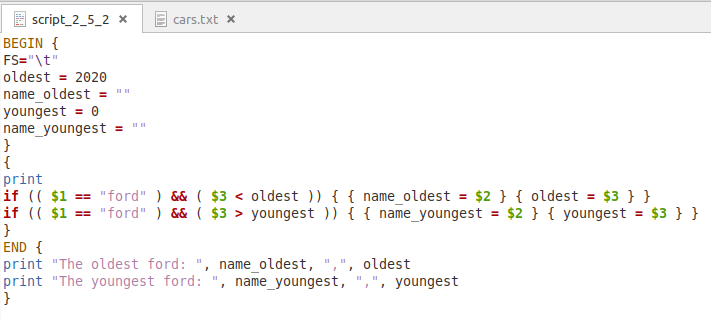 script_2_5_2 ×
cars.txt ×
BEGIN {
FS="\t"
oldest = 2020
name_oldest = ""
youngest = 0
name_youngest = ""
}
{
print
if (( $1 == "ford" ) && ( $3 < oldest )) { { name_oldest = $2 } { oldest = $3 } }
if (( $1 == "ford" ) && ( $3 > youngest )) { { name_youngest = $2 } { youngest = $3 } }
}
END {
print "The oldest ford: ", name_oldest, ",", oldest
print "The youngest ford: ", name_youngest, ",", youngest
}